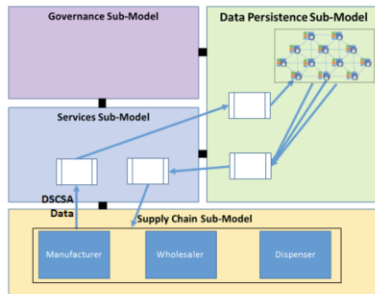 Governance Sub-Model
Data Persistence Sub-Model
Services Sub-Model
DSCSA
Data
Supply Chain Sub-Model
Manufacturer
Wholesaler
Dispenser